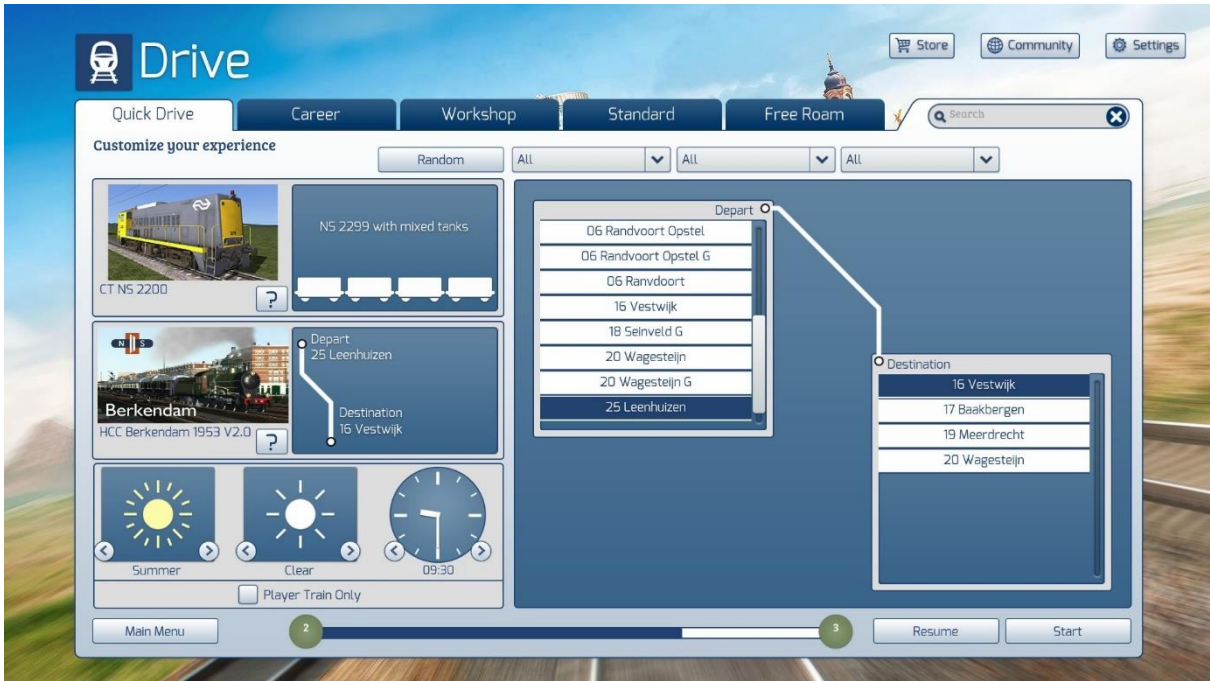 Drive
Store
Community
Settings
Quick Drive
Career
Workshop
Standard
Free Roam
Search
Customize your experience
Random
All
All
All
NS 2299 with mixed tanks
CT NS 2200
?
N S
Berkendam
HCC Berkendam 1953 V2.0
?
Depart
25 Leenhuizen
Destination
16 Vestwijk
Summer
Clear
09:30
Player Train Only
Depart
06 Randvoort Opstel
06 Randvoort Opstel G
06 Ranvdoort
16 Vestwijk
18 Seinveld G
20 Wagesteijn
20 Wagesteijn G
25 Leenhuizen
Destination
16 Vestwijk
17 Baakbergen
19 Meerdrecht
20 Wagesteijn
Main Menu
2
3
Resume
Start